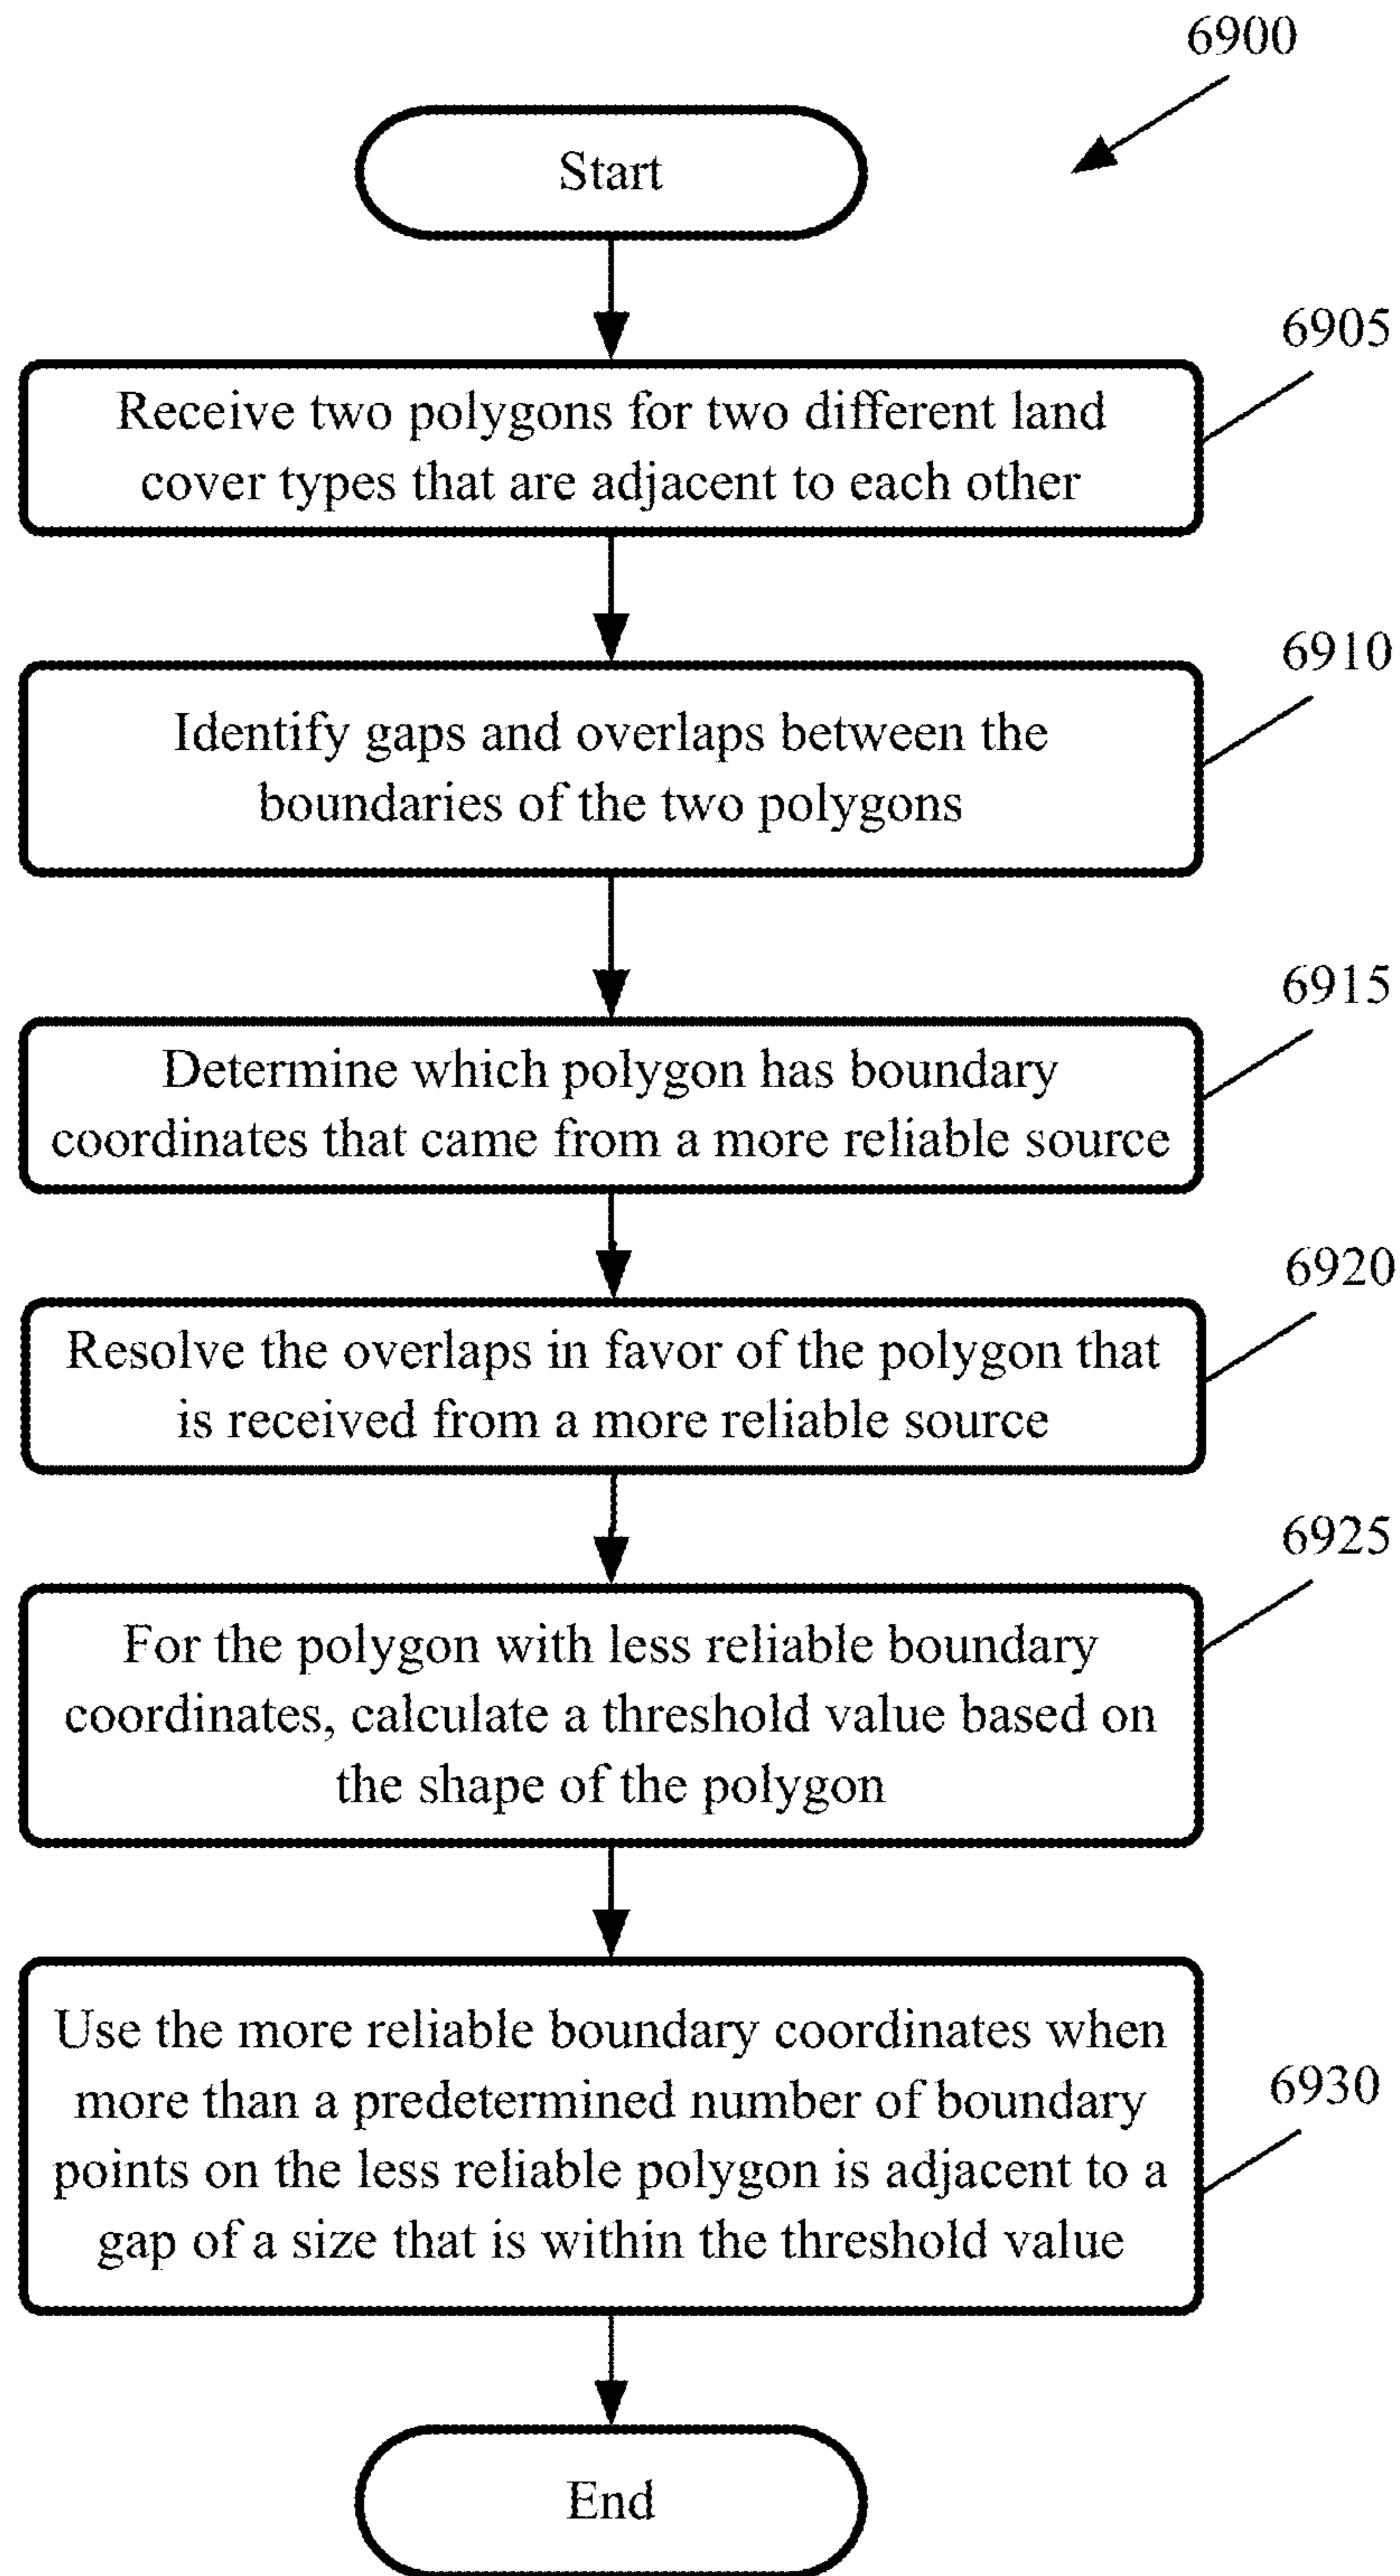 6900
Start
6905
Receive two polygons for two different land
cover types that are adjacent to each other
6910
Identify gaps and overlaps between the
boundaries of the two polygons
6915
Determine which polygon has boundary
coordinates that came from a more reliable source
6920
Resolve the overlaps in favor of the polygon that
is received from a more reliable source
6925
For the polygon with less reliable boundary
coordinates, calculate a threshold value based on
the shape of the polygon
6930
Use the more reliable boundary coordinates when
more than a predetermined number of boundary
points on the less reliable polygon is adjacent to a
gap of a size that is within the threshold value
End